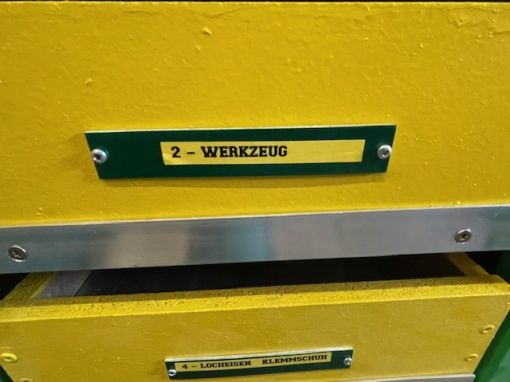 2 - WERKZEUG
4 - LOCHEISEN KLEMMSCHUH